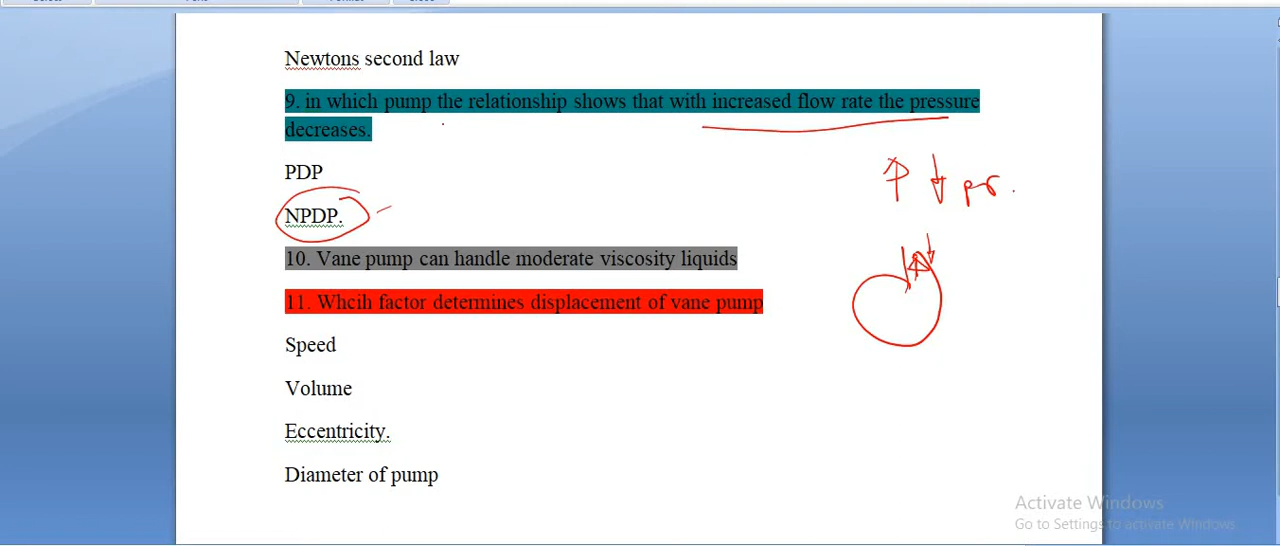 Newtons second law
9. in which pump the relationship shows that with increased flow rate the pressure
decreases.
PDP
pr.
NPDP.
10. Vane pump can handle moderate viscosity liquids
11. Whcih factor determines displacement of vane pump
Speed
Volume
Eccentricity.
Diameter of pump
Activate Windows
Go to Settings to activate Windows.